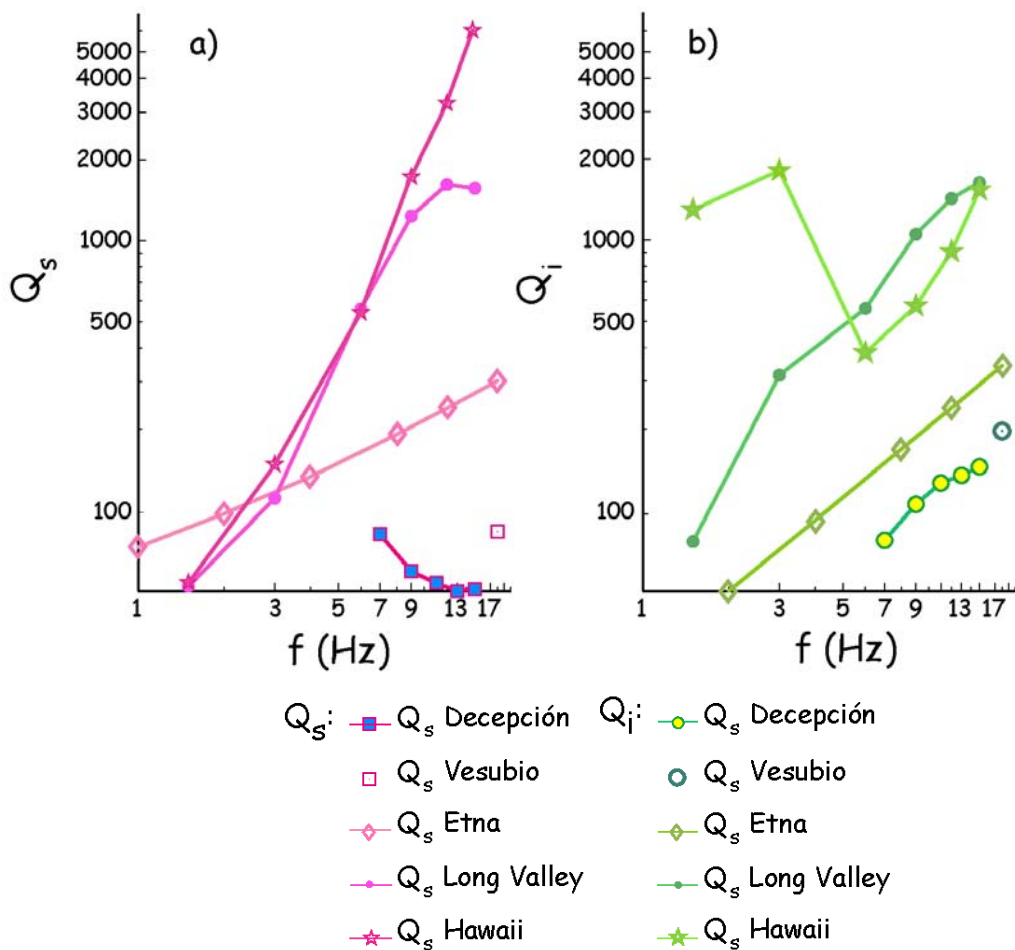 a)
5000
4000
3000
2000
1000
500
100
Qs
1 3 5 7 9 13 17
f (Hz)
b)
5000
4000
3000
2000
1000
500
100
Qi
1 3 5 7 9 13 17
f (Hz)
Qs: Qs Decepción
Qs Vesubio
Qs Etna
Qs Long Valley
Qs Hawaii
Qi: Qs Decepción
Qs Vesubio
Qs Etna
Qs Long Valley
Qs Hawaii